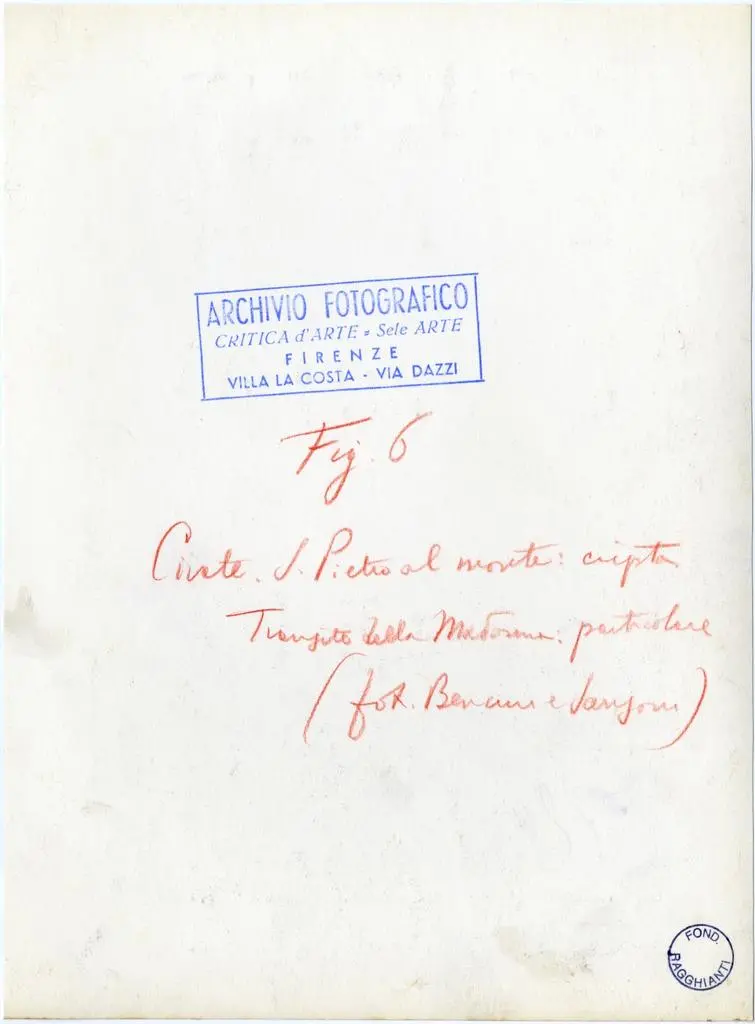 ARCHIVIO FOTOGRAFICO
CRITICA d'ARTE = Sele ARTE
FIRENZE
VILLA LA COSTA - VIA DAZZI
Fig. 6
Civate. S. Pietro al monte: cripta
Transito della Madonna: particolare
(fot. Bencini e Sansoni)
FOND. RAGGHIANTI